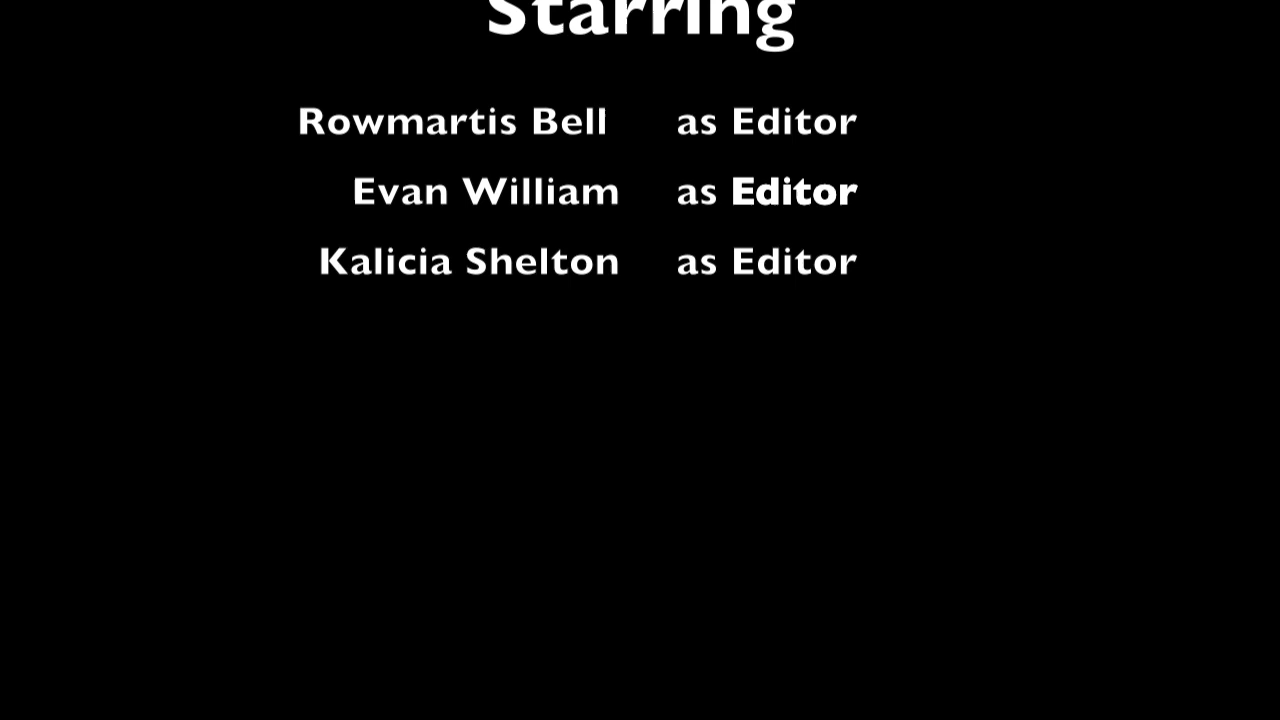 Starring
Rowmartis Bell as Editor
Evan William as Editor
Kalicia Shelton as Editor